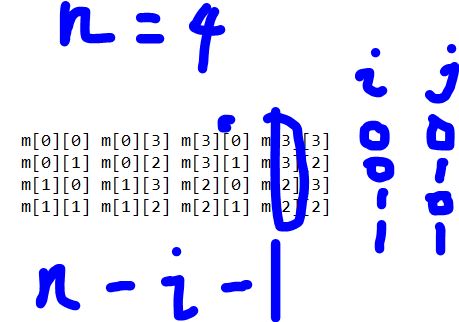 n = 4
i j
m[0][0] m[0][3] m[3][0] m[3][3] 0 0
m[0][1] m[0][2] m[3][1] m[3][2] 0 1
m[1][0] m[1][3] m[2][0] m[2][3] 1 0
m[1][1] m[1][2] m[2][1] m[2][2] 1 1
n - i - 1